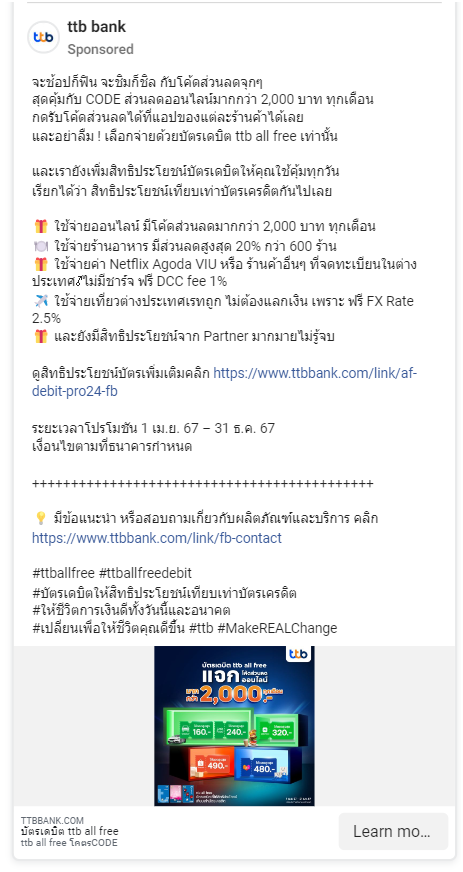 ttb bank
Sponsored
จะช้อปก็ฟิน จะชิมก็ชิล กับโค้ดส่วนลดจุกๆ
สุดคุ้มกับ CODE ส่วนลดออนไลน์มากกว่า 2,000 บาท ทุกเดือน
กดรับโค้ดส่วนลดได้ที่แอปของแต่ละร้านค้าได้เลย
และอย่าลืม ! เลือกจ่ายด้วยบัตรเดบิต ttb all free เท่านั้น
และเรายังเพิ่มสิทธิประโยชน์บัตรเดบิตให้คุณใช้คุ้มทุกวัน
เรียกได้ว่า สิทธิประโยชน์เทียบเท่าบัตรเครดิตกันไปเลย
🎁 ใช้จ่ายออนไลน์ มีโค้ดส่วนลดมากกว่า 2,000 บาท ทุกเดือน
🍽️ ใช้จ่ายร้านอาหาร มีส่วนลดสูงสุด 20% กว่า 600 ร้าน
🎁 ใช้จ่ายค่า Netflix Agoda VIU หรือ ร้านค้าอื่นๆ ที่จดทะเบียนในต่าง
ประเทศไม่มีชาร์จ ฟรี DCC fee 1%
✈️ ใช้จ่ายเที่ยวต่างประเทศเรทถูก ไม่ต้องแลกเงิน เพราะ ฟรี FX Rate
2.5%
🎁 และยังมีสิทธิประโยชน์จาก Partner มากมายไม่รู้จบ
ดูสิทธิประโยชน์บัตรเพิ่มเติมคลิก https://www.ttbbank.com/link/af-
debit-pro24-fb
ระยะเวลาโปรโมชัน 1 เม.ย. 67 – 31 ธ.ค. 67
เงื่อนไขตามที่ธนาคารกำหนด
++++++++++++++++++++++++++++++++++++++++++++
💡 มีข้อแนะนำ หรือสอบถามเกี่ยวกับผลิตภัณฑ์และบริการ คลิก
https://www.ttbbank.com/link/fb-contact
#ttballfree #ttballfreedebit
#บัตรเดบิตให้สิทธิประโยชน์เทียบเท่าบัตรเครดิต
#ให้ชีวิตการเงินดีทั้งวันนี้และอนาคต
#เปลี่ยนเพื่อให้ชีวิตคุณดีขึ้น #ttb #MakeREALChange
ttb
บัตรเดบิต ttb all free
แจก โค้ดส่วนลด ออนไลน์
มากกว่า 2,000.- ทุกเดือน
160.- 240.- 320.-
490.- 480.-
TTBBANK.COM
บัตรเดบิต ttb all free
ttb all free โคดรCODE
Learn mo...